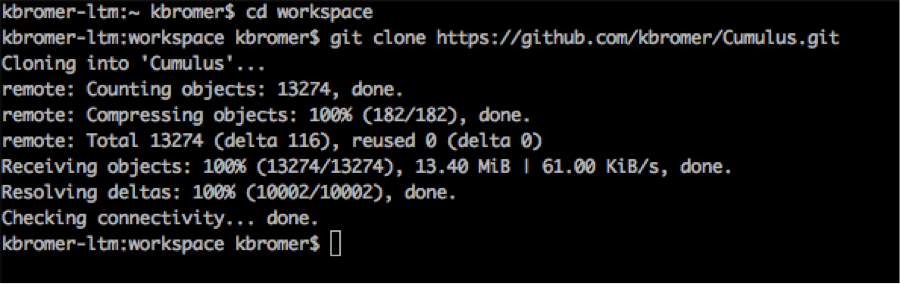 kbromer-ltm:~ kbromer$ cd workspace
kbromer-ltm:workspace kbromer$ git clone https://github.com/kbromer/Cumulus.git
Cloning into 'Cumulus'...
remote: Counting objects: 13274, done.
remote: Compressing objects: 100% (182/182), done.
remote: Total 13274 (delta 116), reused 0 (delta 0)
Receiving objects: 100% (13274/13274), 13.40 MiB | 61.00 KiB/s, done.
Resolving deltas: 100% (10002/10002), done.
Checking connectivity... done.
kbromer-ltm:workspace kbromer$